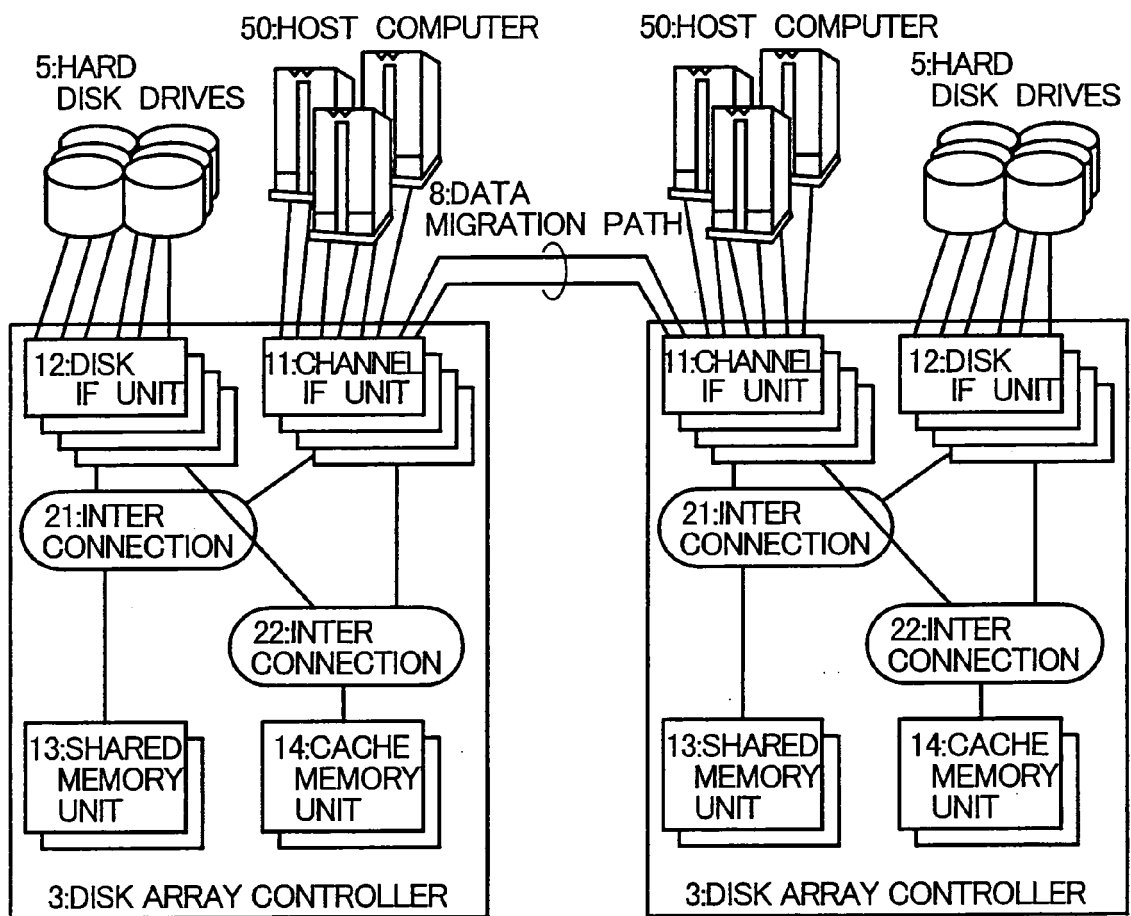 50:HOST COMPUTER
50:HOST COMPUTER
5:HARD
DISK DRIVES
5:HARD
DISK DRIVES
8:DATA
MIGRATION PATH
12:DISK
IF UNIT
11:CHANNEL
IF UNIT
11:CHANNEL
IF UNIT
12:DISK
IF UNIT
21:INTER
CONNECTION
21:INTER
CONNECTION
22:INTER
CONNECTION
22:INTER
CONNECTION
13:SHARED
MEMORY
UNIT
14:CACHE
MEMORY
UNIT
13:SHARED
MEMORY
UNIT
14:CACHE
MEMORY
UNIT
3:DISK ARRAY CONTROLLER
3:DISK ARRAY CONTROLLER